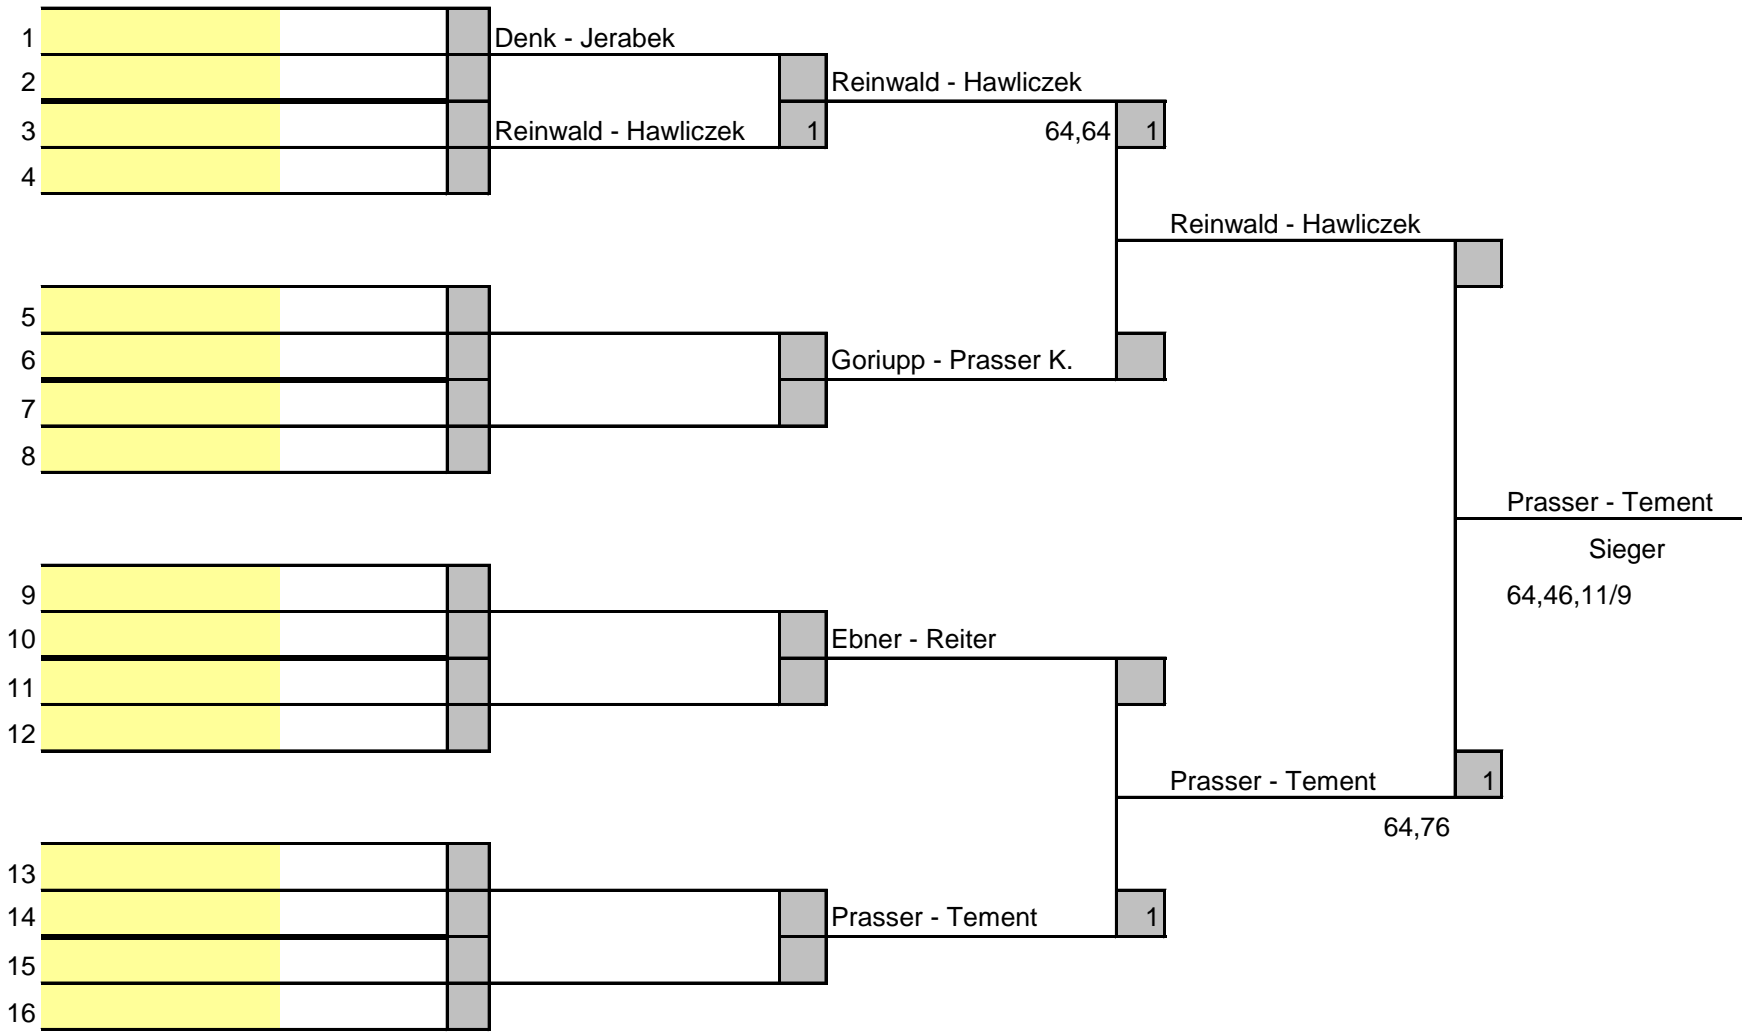 1 Denk - Jerabek
2 Reinwald - Hawliczek
3 Reinwald - Hawliczek 1 64,64 1
4
Reinwald - Hawliczek
5
6 Goriupp - Prasser K.
7
8
Prasser - Tement
Sieger
9 64,46,11/9
10 Ebner - Reiter
11
12
Prasser - Tement 1
64,76
13
14 Prasser - Tement 1
15
16